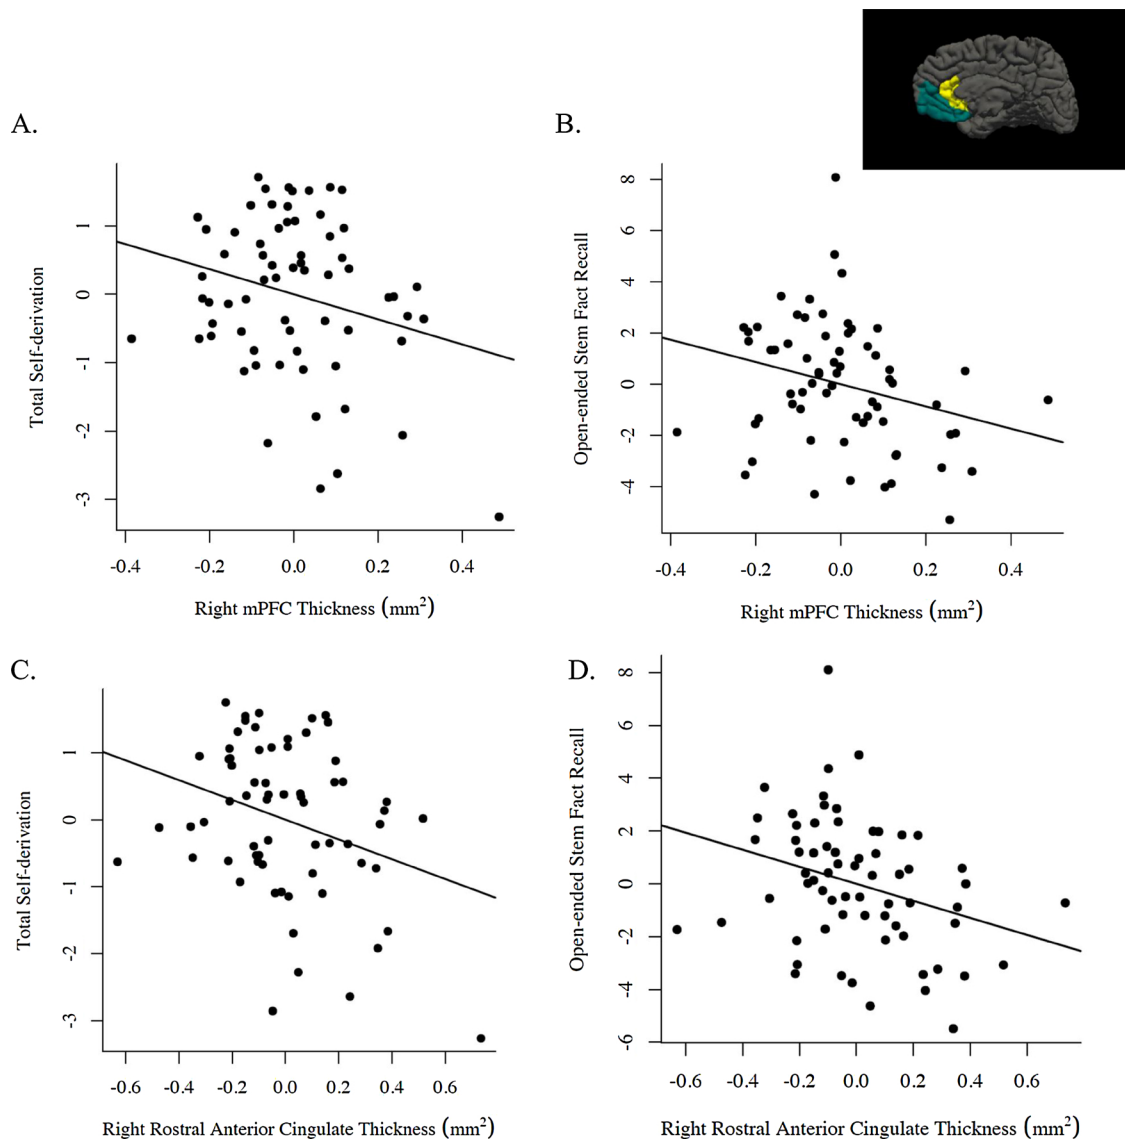 A.
B.
1
0
-1
-2
-3
Total Self-derivation
-0.4 -0.2 0.0 0.2 0.4
Right mPFC Thickness (mm²)
8
6
4
2
0
-2
-4
Open-ended Stem Fact Recall
-0.4 -0.2 0.0 0.2 0.4
Right mPFC Thickness (mm²)
C.
D.
1
0
-1
-2
-3
Total Self-derivation
-0.6 -0.4 -0.2 0.0 0.2 0.4 0.6
Right Rostral Anterior Cingulate Thickness (mm²)
8
6
4
2
0
-2
-4
-6
Open-ended Stem Fact Recall
-0.6 -0.4 -0.2 0.0 0.2 0.4 0.6
Right Rostral Anterior Cingulate Thickness (mm²)